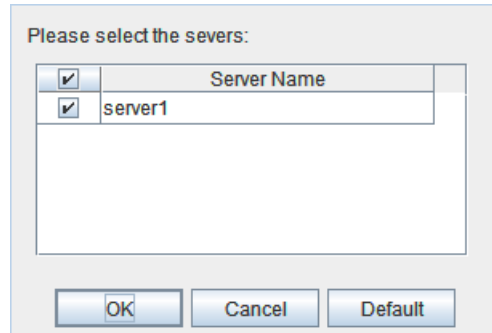 Please select the severs:
Server Name
server1
OK Cancel Default